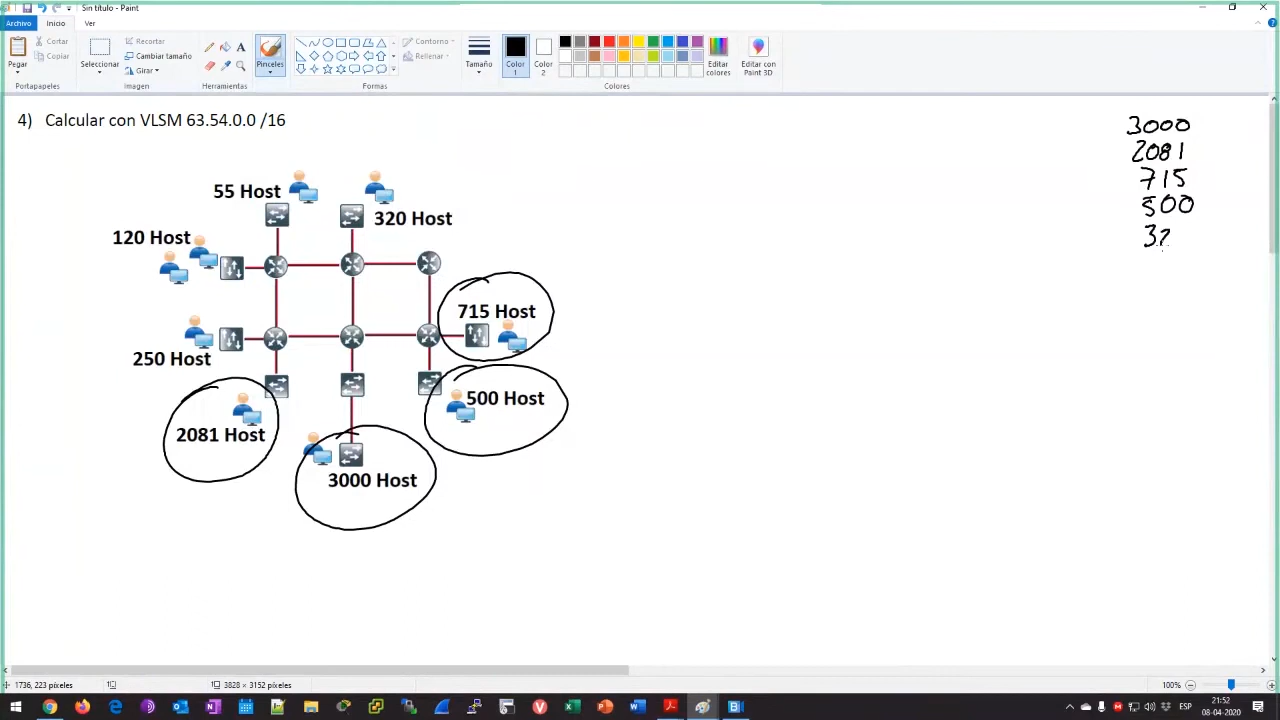 Sin título - Paint
Archivo Inicio Ver
Pegar
Cortar
Copiar
Portapapeles
Seleccionar
Recortar
Cambiar tamaño
Girar
Imagen
Herramientas
Pinceles
Contorno
Rellenar
Formas
Tamaño
Color 1
Color 2
Editar colores
Editar con Paint 3D
Colores
4) Calcular con VLSM 63.54.0.0 /16
55 Host
320 Host
120 Host
715 Host
250 Host
500 Host
2081 Host
3000 Host
3000
2081
715
500
32
1736, 223 píxeles
3828 × 3152 píxeles
100%
ESP
21:52
08-04-2020